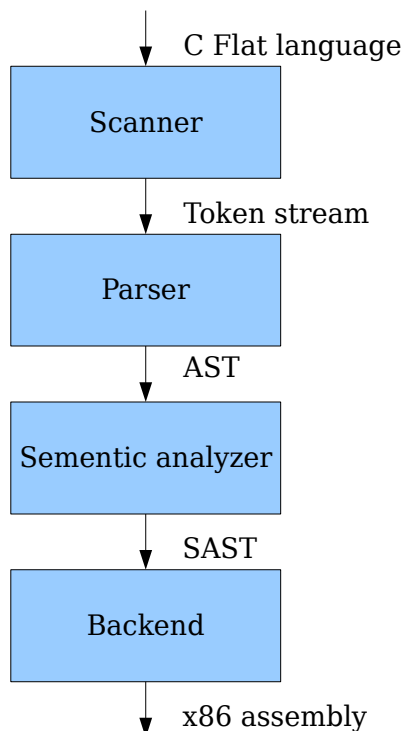 C Flat language
Scanner
Token stream
Parser
AST
Sementic analyzer
SAST
Backend
x86 assembly